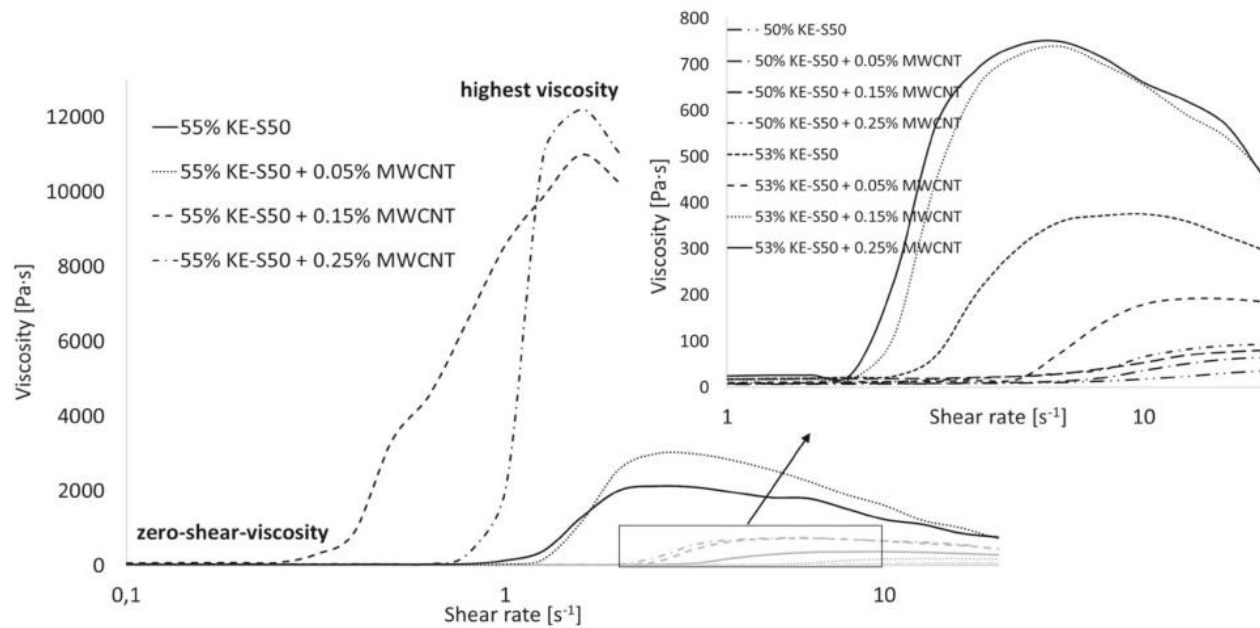 Viscosity [Pa·s]
12000
10000
8000
6000
4000
2000
0
0,1
1
10
Shear rate [s⁻¹]
highest viscosity
zero-shear-viscosity
55% KE-S50
55% KE-S50 + 0.05% MWCNT
55% KE-S50 + 0.15% MWCNT
55% KE-S50 + 0.25% MWCNT
Viscosity [Pa·s]
800
700
600
500
400
300
200
100
0
1
10
Shear rate [s⁻¹]
50% KE-S50
50% KE-S50 + 0.05% MWCNT
50% KE-S50 + 0.15% MWCNT
50% KE-S50 + 0.25% MWCNT
53% KE-S50
53% KE-S50 + 0.05% MWCNT
53% KE-S50 + 0.15% MWCNT
53% KE-S50 + 0.25% MWCNT